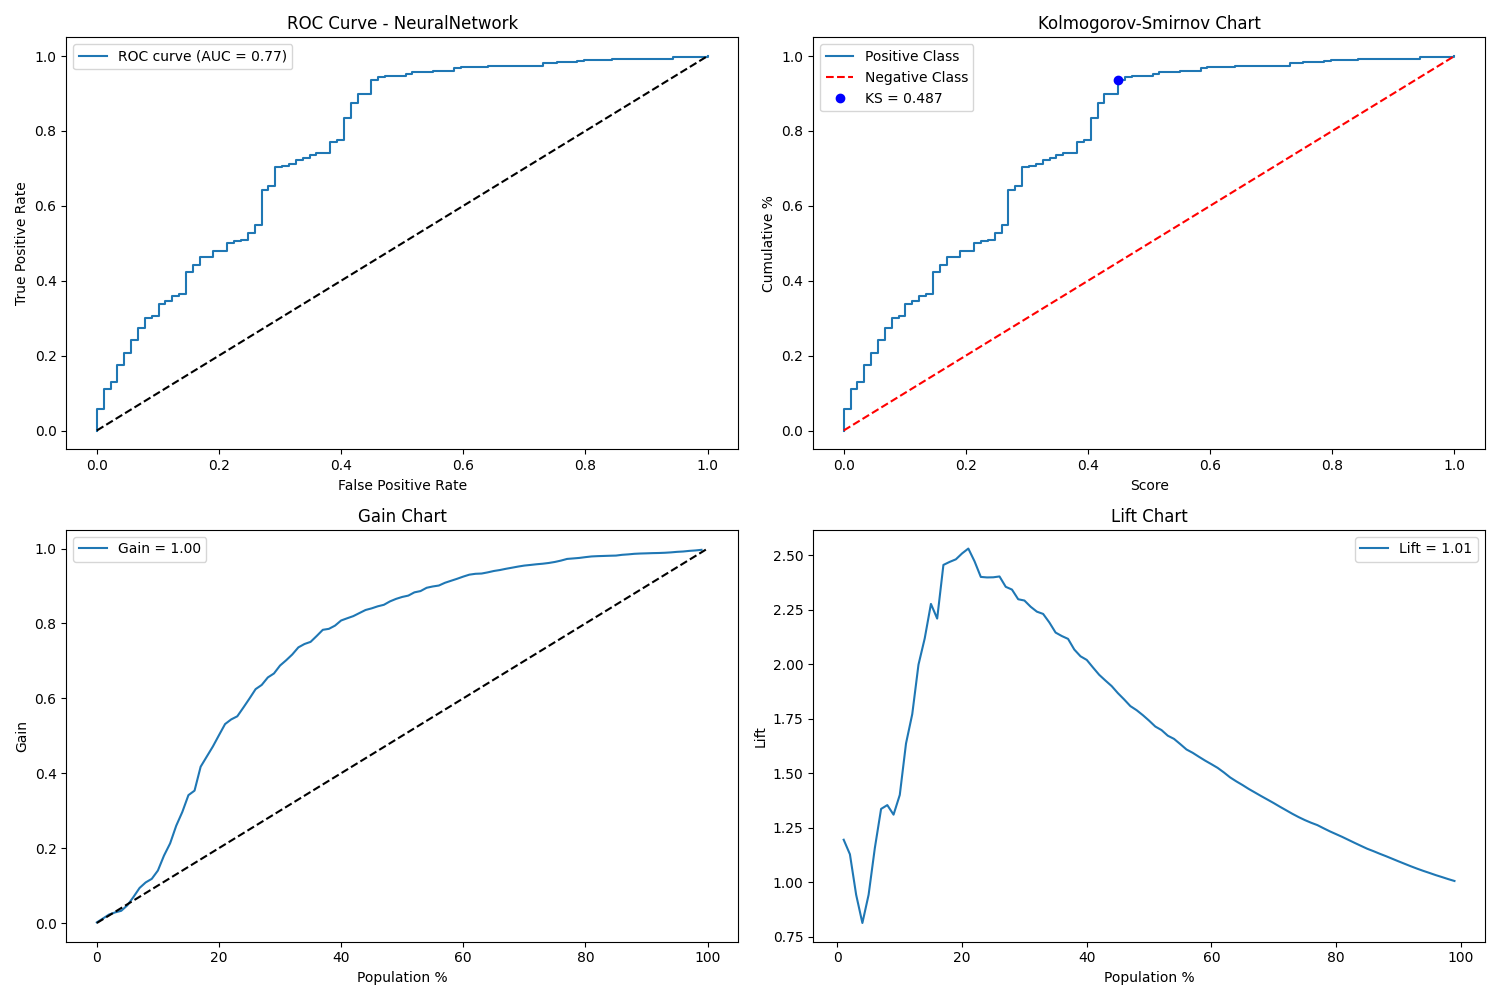 ROC Curve - NeuralNetwork
ROC curve (AUC = 0.77)
True Positive Rate
1.0
0.8
0.6
0.4
0.2
0.0
0.0 0.2 0.4 0.6 0.8 1.0
False Positive Rate
Kolmogorov-Smirnov Chart
Positive Class
Negative Class
KS = 0.487
Cumulative %
1.0
0.8
0.6
0.4
0.2
0.0
0.0 0.2 0.4 0.6 0.8 1.0
Score
Gain Chart
Gain = 1.00
Gain
1.0
0.8
0.6
0.4
0.2
0.0
0 20 40 60 80 100
Population %
Lift Chart
Lift = 1.01
Lift
2.50
2.25
2.00
1.75
1.50
1.25
1.00
0.75
0 20 40 60 80 100
Population %